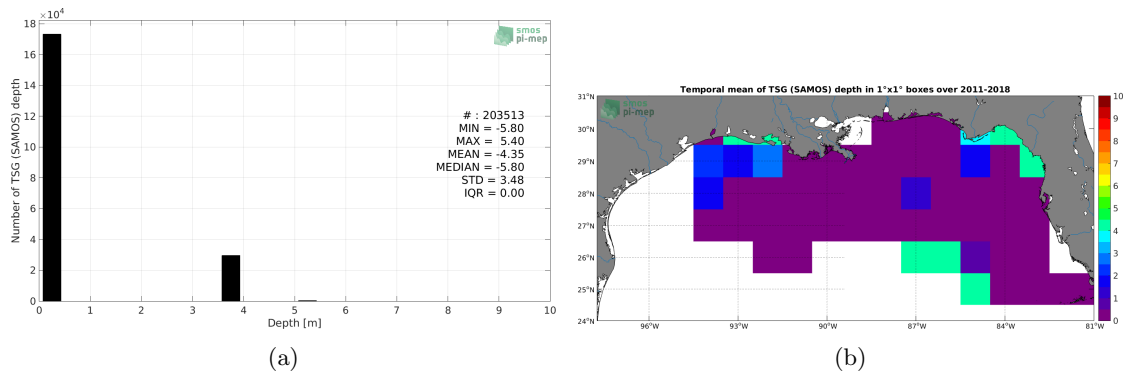 ×10⁴
18
16
14
12
10
8
6
4
2
0
Number of TSG (SAMOS) depth
smos
pi-mep
# : 203513
MIN = -5.80
MAX = 5.40
MEAN = -4.35
MEDIAN = -5.80
STD = 3.48
IQR = 0.00
0 1 2 3 4 5 6 7 8 9 10
Depth [m]
(a)
Temporal mean of TSG (SAMOS) depth in 1°x1° boxes over 2011-2018
smos
pi-mep
31°N
30°N
29°N
28°N
27°N
26°N
25°N
24°N
96°W 93°W 90°W 87°W 84°W 81°W
10
9
8
7
6
5
4
3
2
1
0
(b)